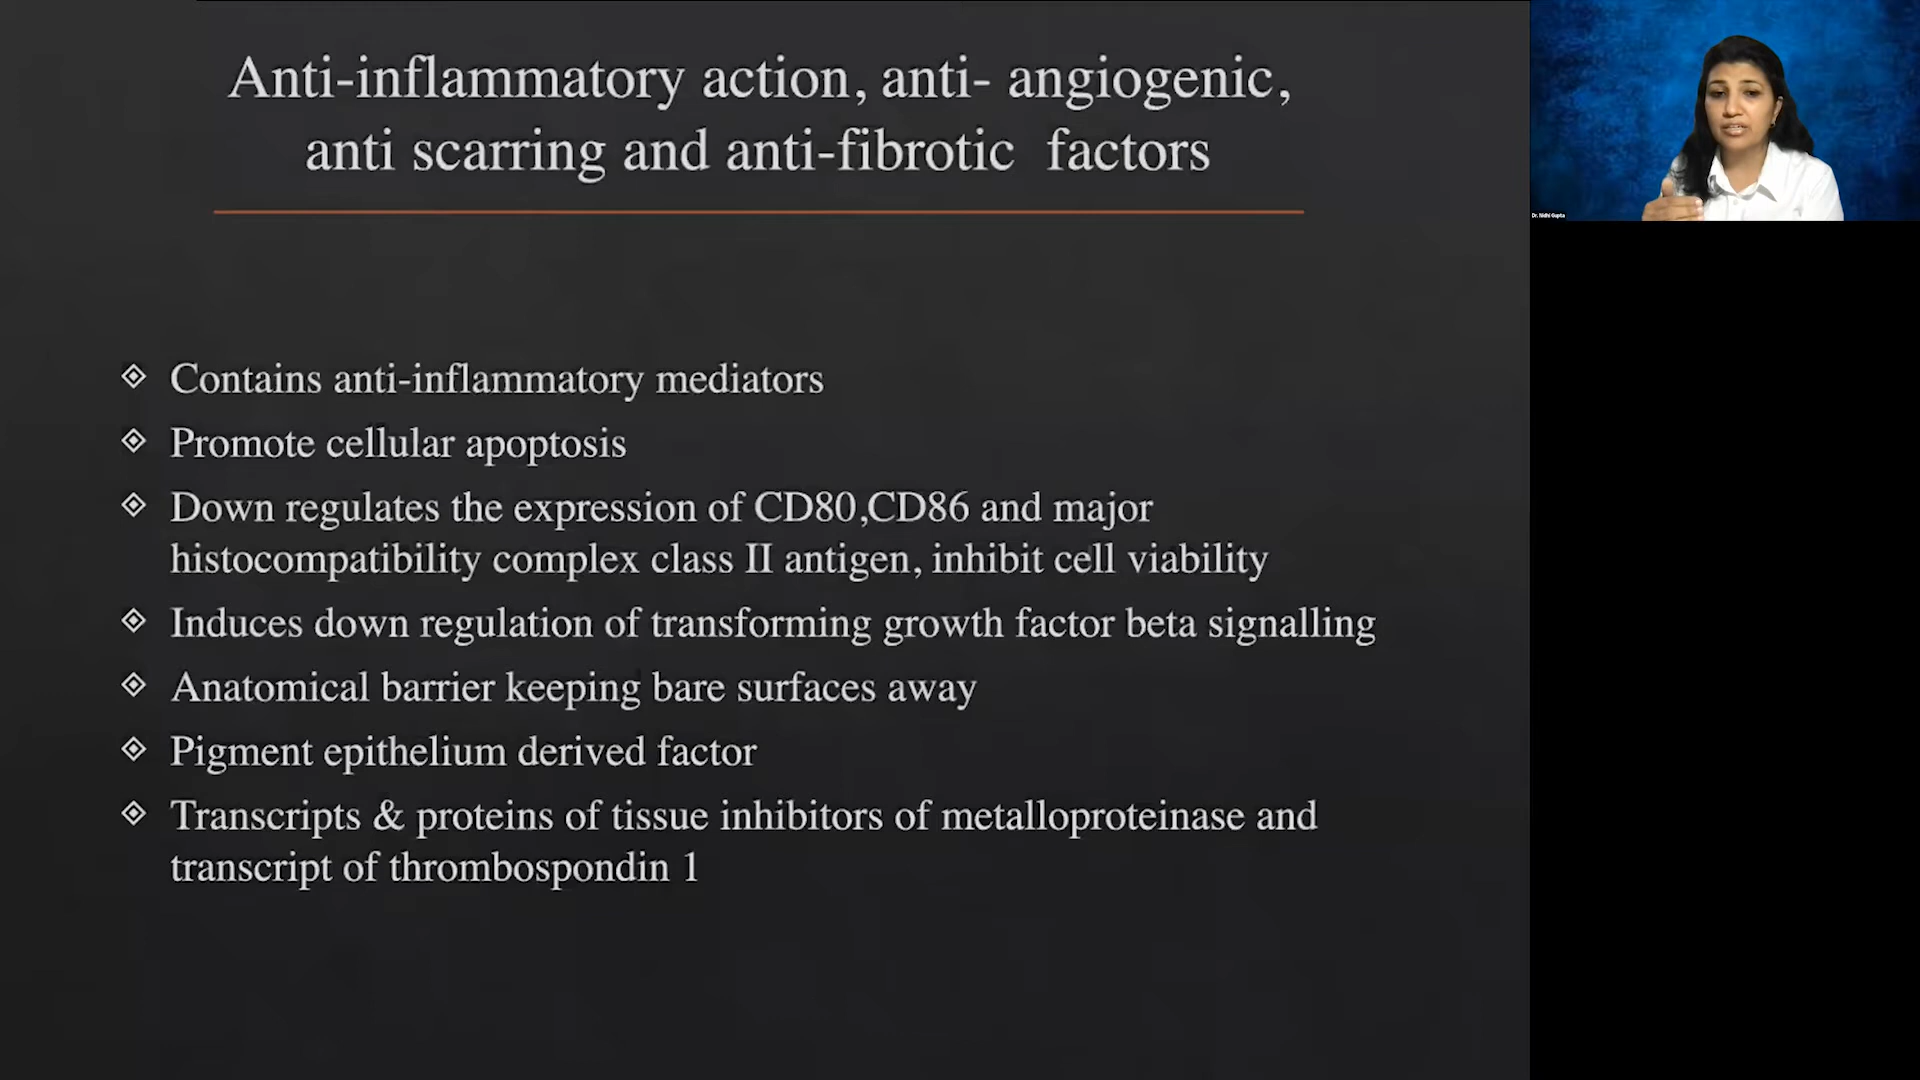 Anti-inflammatory action, anti- angiogenic,
anti scarring and anti-fibrotic factors
Contains anti-inflammatory mediators
Promote cellular apoptosis
Down regulates the expression of CD80,CD86 and major
histocompatibility complex class II antigen, inhibit cell viability
Induces down regulation of transforming growth factor beta signalling
Anatomical barrier keeping bare surfaces away
Pigment epithelium derived factor
Transcripts & proteins of tissue inhibitors of metalloproteinase and
transcript of thrombospondin 1
Dr. Nidhi Gupta